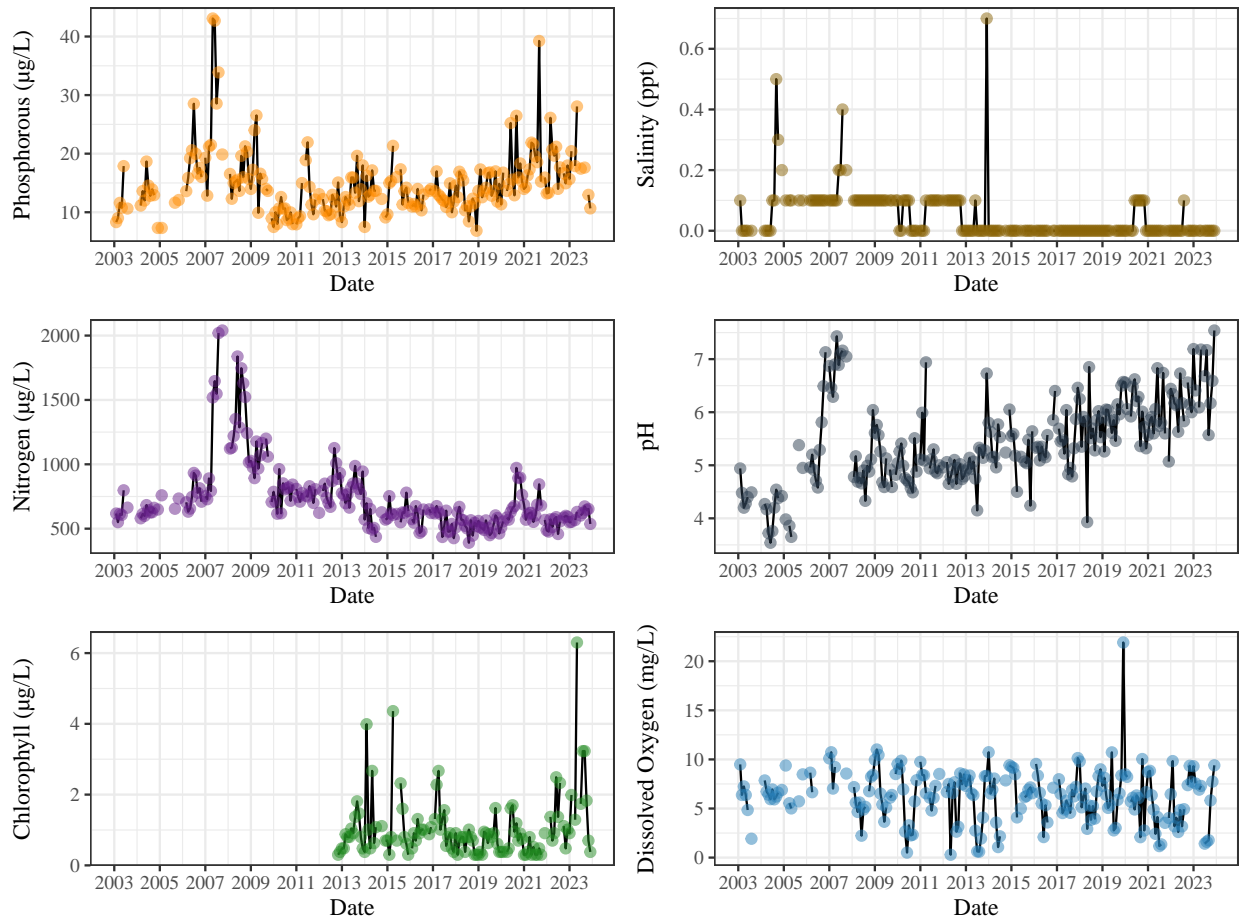 Phosphorous (µg/L)
40
30
20
10
2003 2005 2007 2009 2011 2013 2015 2017 2019 2021 2023
Date
Salinity (ppt)
0.6
0.4
0.2
0.0
2003 2005 2007 2009 2011 2013 2015 2017 2019 2021 2023
Date
Nitrogen (µg/L)
2000
1500
1000
500
2003 2005 2007 2009 2011 2013 2015 2017 2019 2021 2023
Date
pH
7
6
5
4
2003 2005 2007 2009 2011 2013 2015 2017 2019 2021 2023
Date
Chlorophyll (µg/L)
6
4
2
0
2003 2005 2007 2009 2011 2013 2015 2017 2019 2021 2023
Date
Dissolved Oxygen (mg/L)
20
15
10
5
0
2003 2005 2007 2009 2011 2013 2015 2017 2019 2021 2023
Date